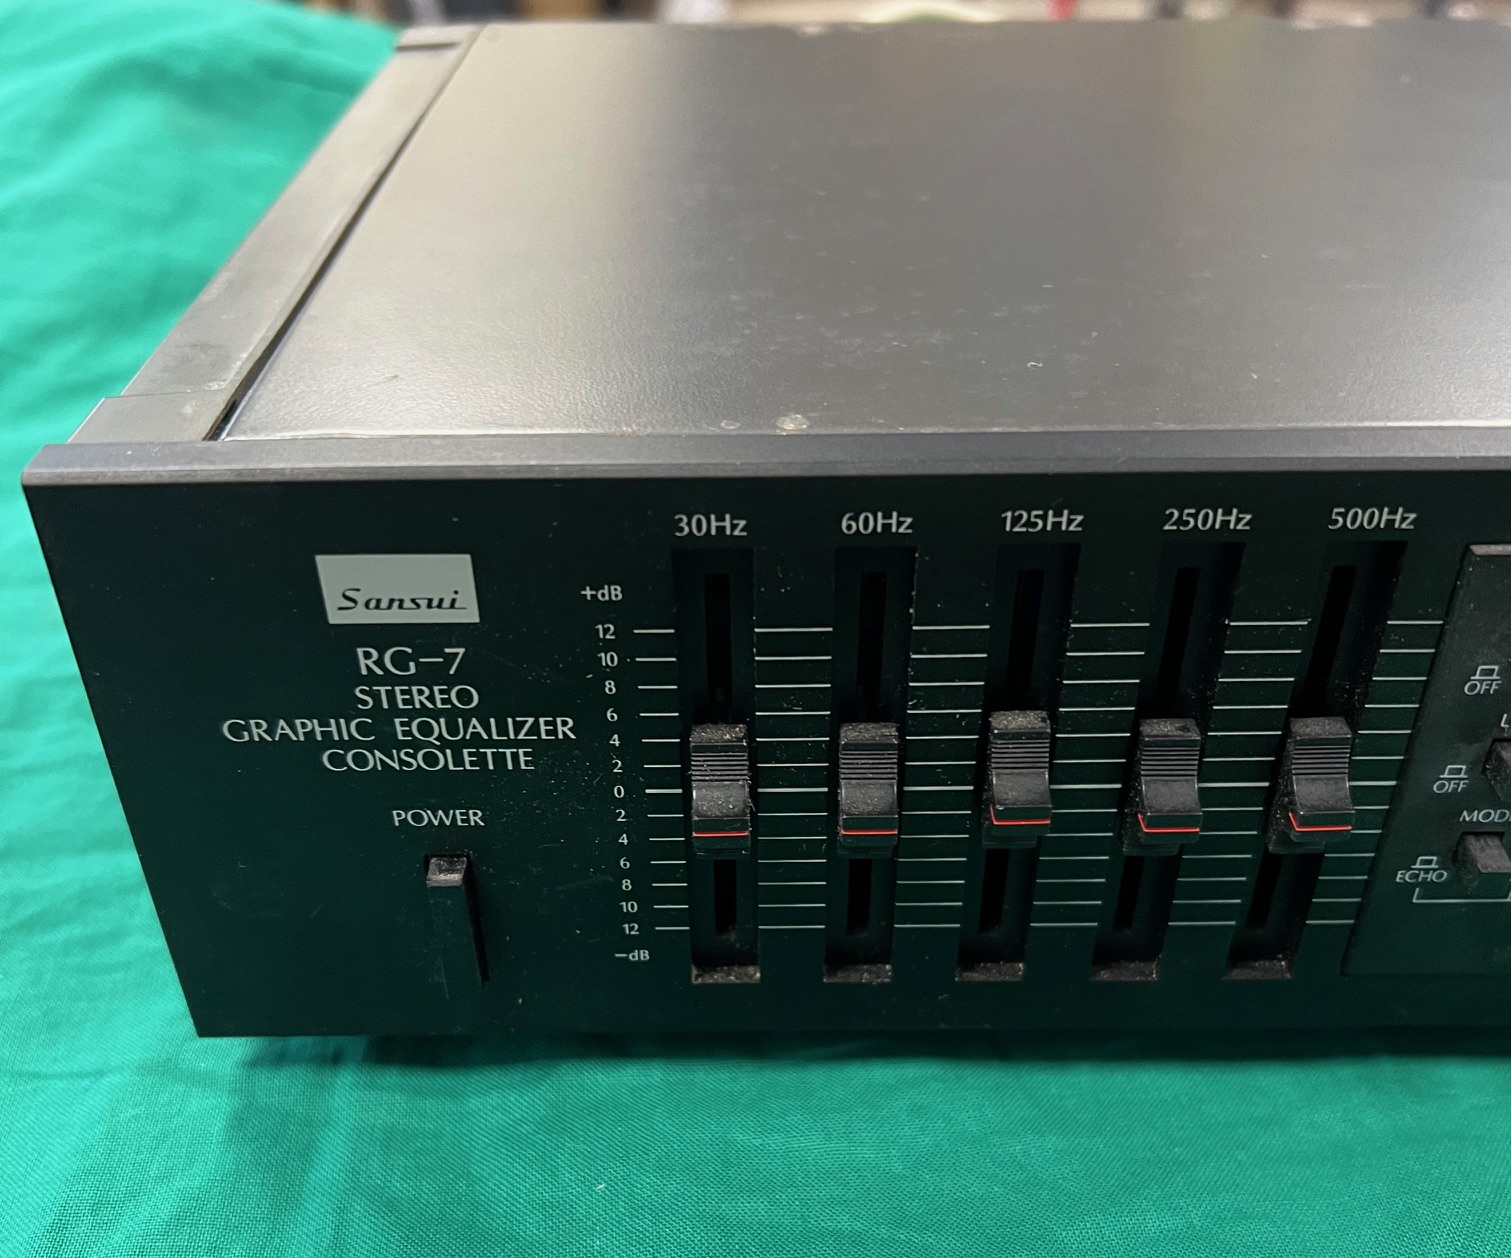 Sansui
RG-7
STEREO
GRAPHIC EQUALIZER
CONSOLETTE
POWER
30Hz 60Hz 125Hz 250Hz 500Hz
+dB
12
10
8
6
4
2
0
2
4
6
8
10
12
-dB
OFF
OFF
ECHO